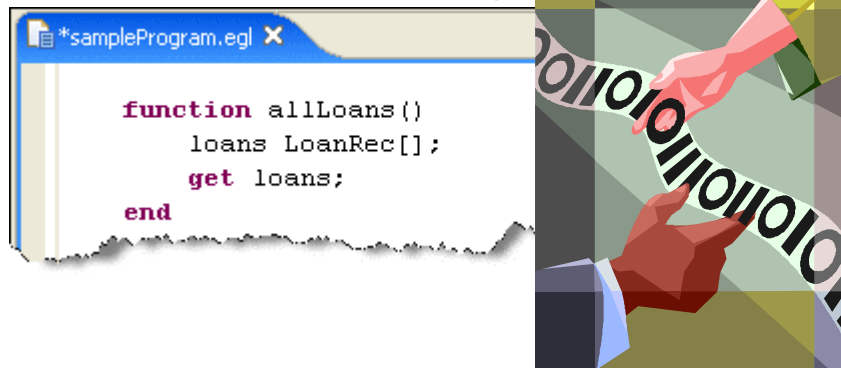 *sampleProgram.egl
function allLoans()
loans LoanRec[];
get loans;
end